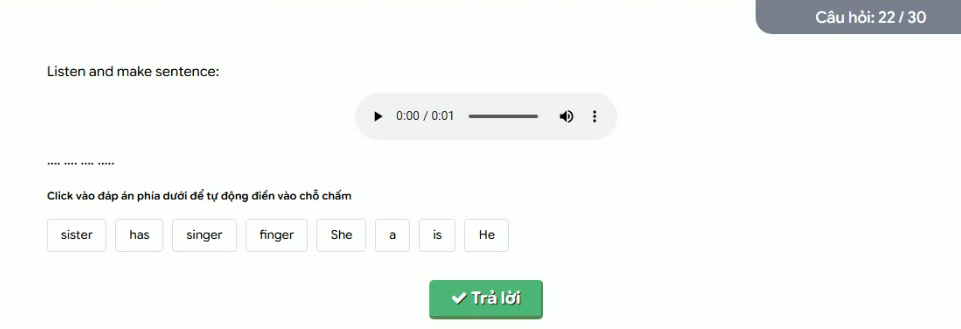 Câu hỏi: 22 / 30
Listen and make sentence:
0:00 / 0:01
.... .... .... .....
Click vào đáp án phía dưới để tự động điền vào chỗ chấm
sister has singer finger She a is He
Trả lời